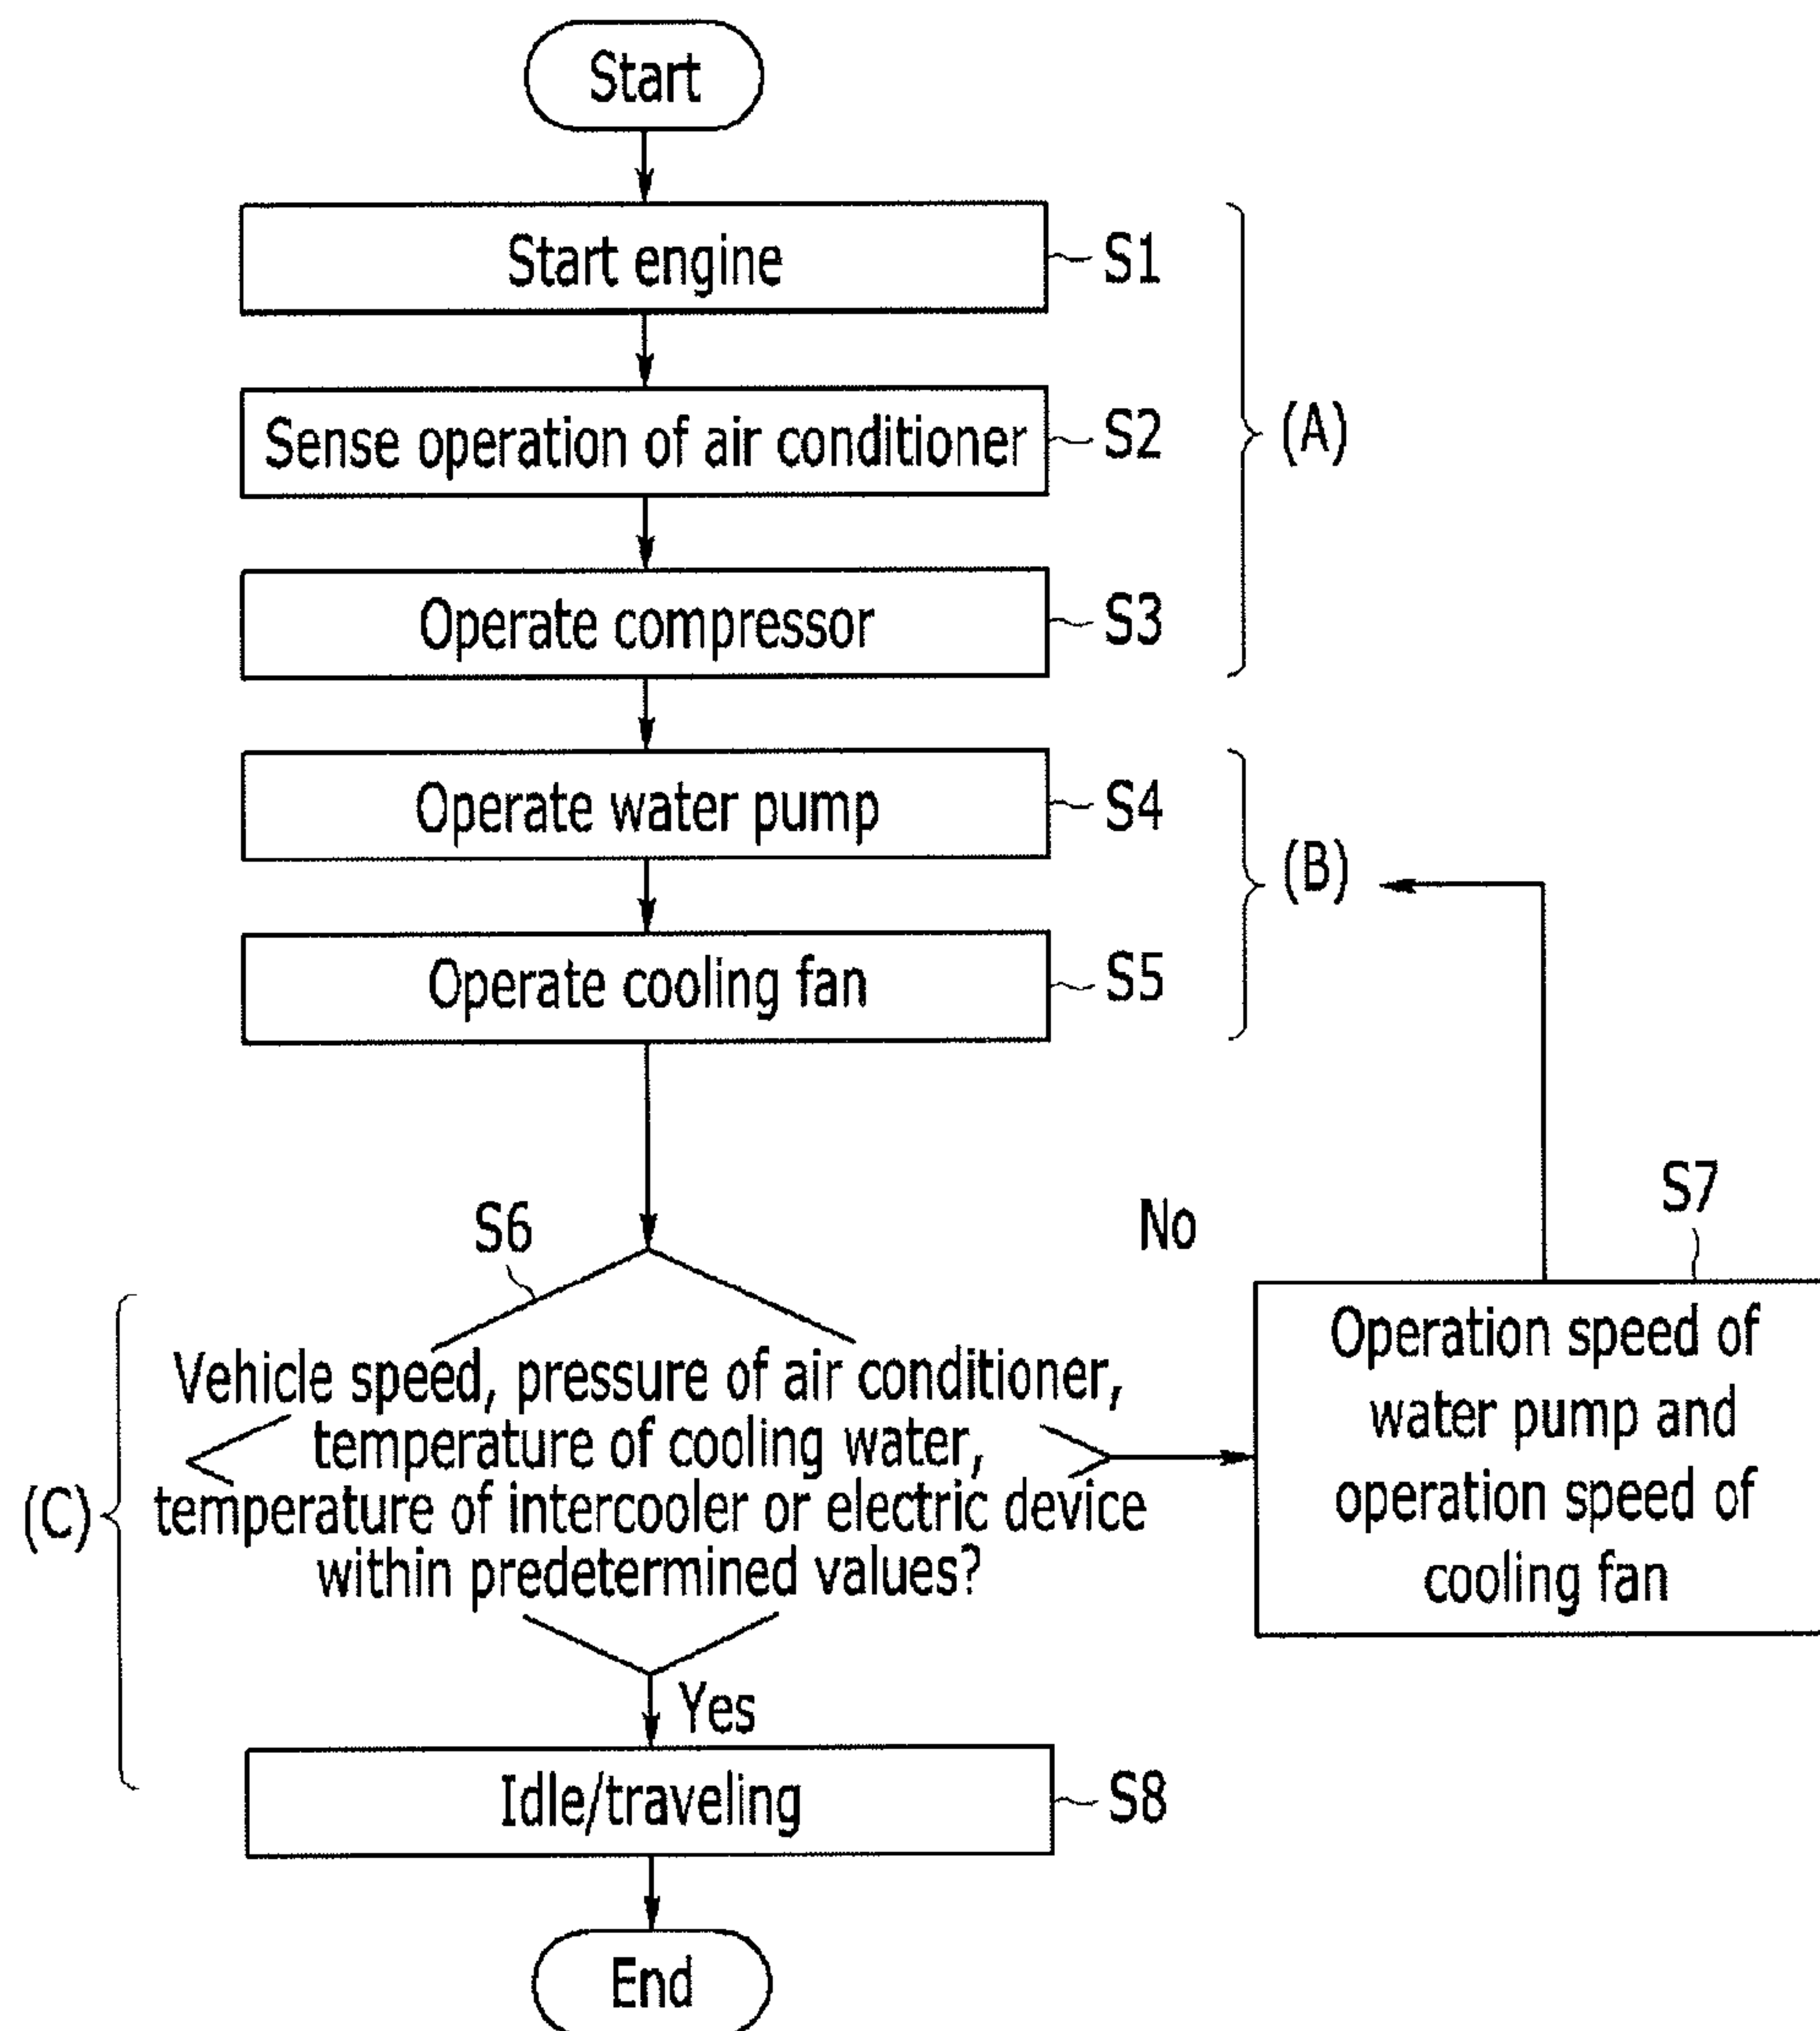 Start
Start engine
S1
Sense operation of air conditioner
S2
(A)
Operate compressor
S3
Operate water pump
S4
(B)
Operate cooling fan
S5
S6
No
S7
Vehicle speed, pressure of air conditioner,
temperature of cooling water,
temperature of intercooler or electric device
within predetermined values?
(C)
Operation speed of
water pump and
operation speed of
cooling fan
Yes
Idle/traveling
S8
End